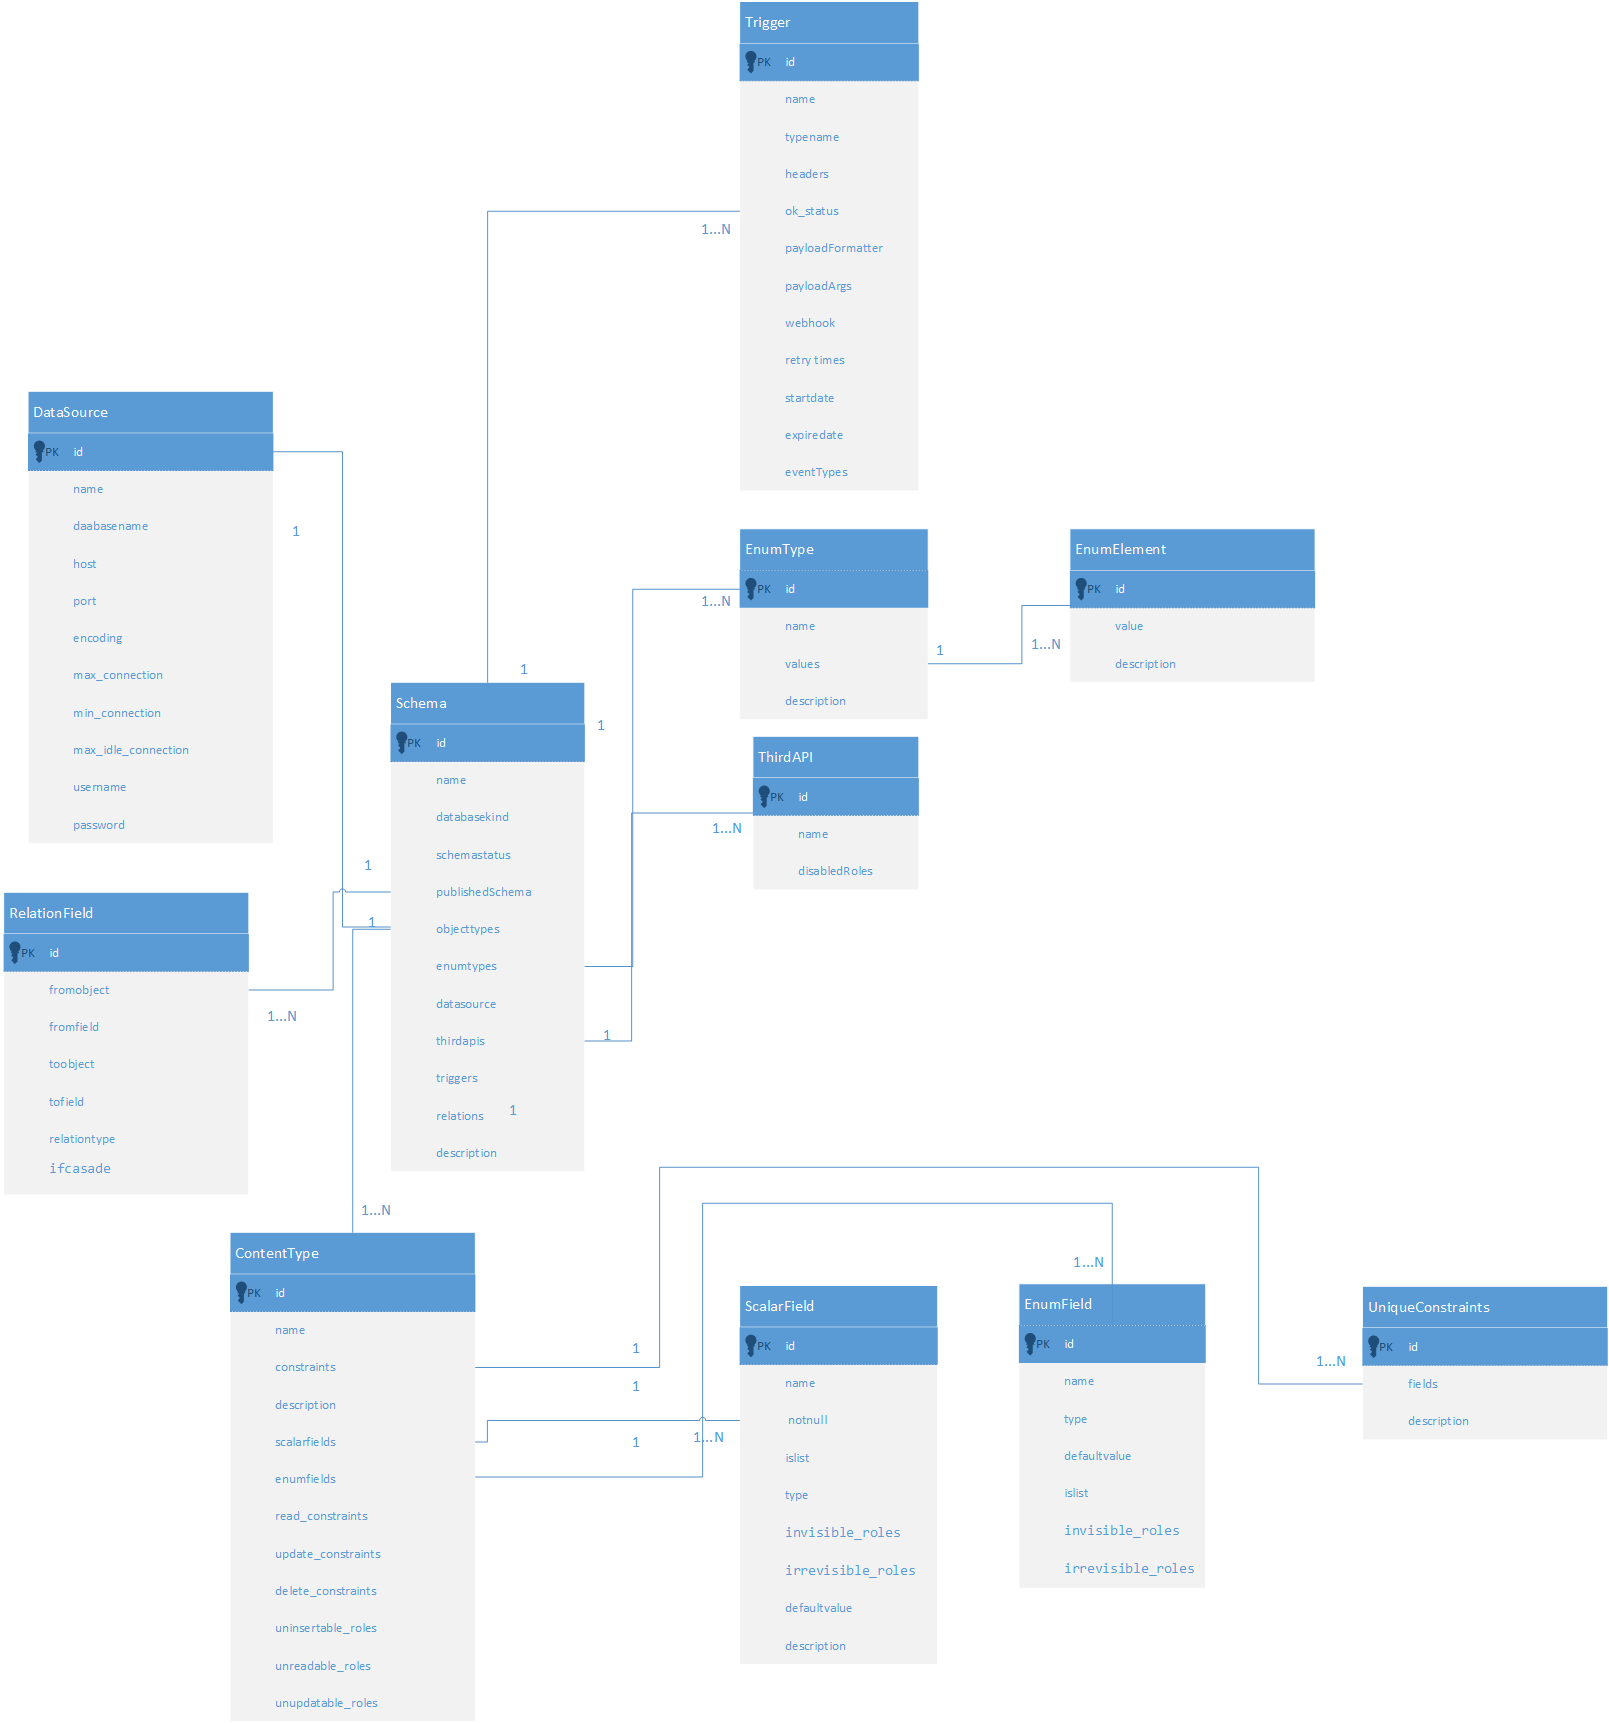 Trigger
PK id
name
typename
headers
ok_status
payloadFormatter
payloadArgs
webhook
retry times
startdate
expiredate
eventTypes
1...N
DataSource
PK id
name
daabasename
host
port
encoding
max_connection
min_connection
max_idle_connection
username
password
1
EnumType
PK id
name
values
description
1...N
1
EnumElement
PK id
value
description
1...N
Schema
PK id
name
databasekind
schemastatus
publishedSchema
objecttypes
enumtypes
datasource
thirdapis
triggers
relations
description
1
1
1
1
1
1
ThirdAPI
PK id
name
disabledRoles
1...N
RelationField
PK id
fromobject
fromfield
toobject
tofield
relationtype
ifcasade
1...N
1...N
ContentType
PK id
name
constraints
description
scalarfields
enumfields
read_constraints
update_constraints
delete_constraints
uninsertable_roles
unreadable_roles
unupdatable_roles
1
1
1
ScalarField
PK id
name
notnull
islist
type
invisible_roles
irrevisible_roles
defaultvalue
description
1...N
1...N
EnumField
PK id
name
type
defaultvalue
islist
invisible_roles
irrevisible_roles
UniqueConstraints
PK id
fields
description
1...N